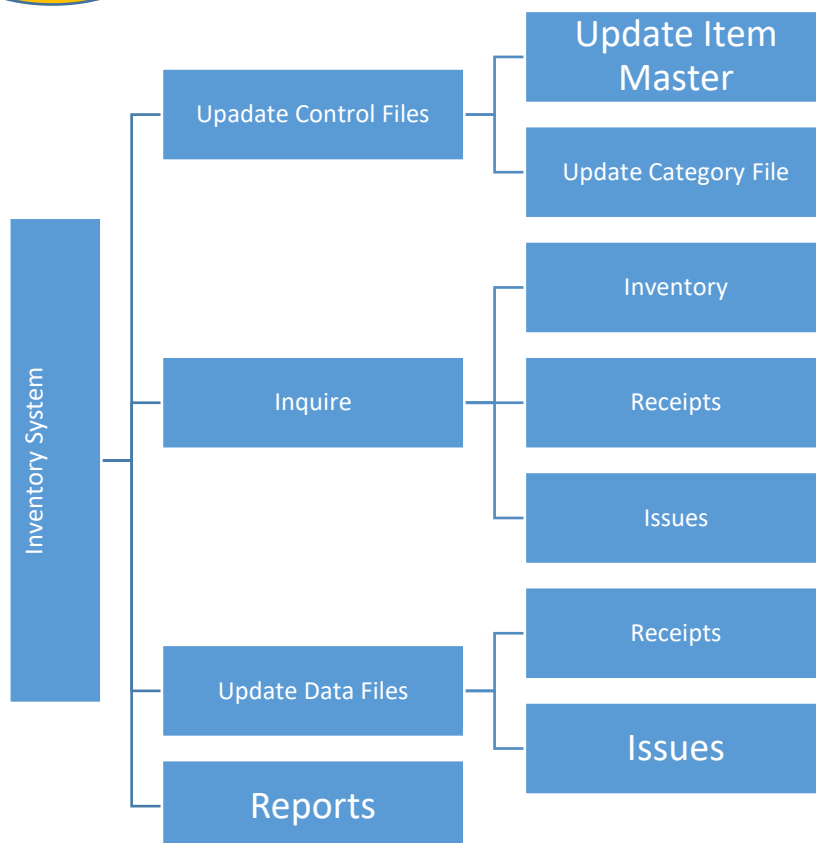 Inventory System
Upadate Control Files
Update Item
Master
Update Category File
Inquire
Inventory
Receipts
Issues
Update Data Files
Receipts
Issues
Reports